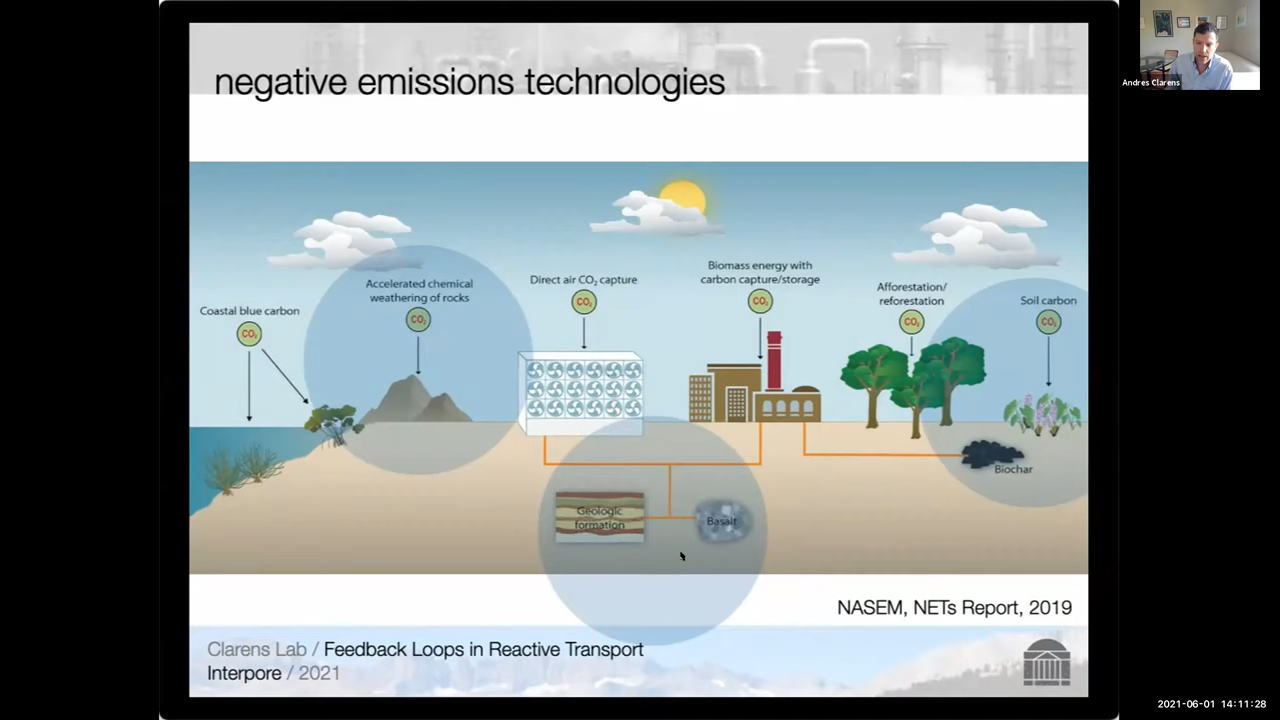 negative emissions technologies
Andres Clarens
Biomass energy with
carbon capture/storage
Direct air CO₂ capture
Accelerated chemical
weathering of rocks
Afforestation/
reforestation
Soil carbon
Coastal blue carbon
CO₂
CO₂
CO₂
CO₂
CO₂
CO₂
Biochar
Geologic
formation
Basalt
NASEM, NETs Report, 2019
Clarens Lab / Feedback Loops in Reactive Transport
Interpore / 2021
2021-06-01 14:11:28